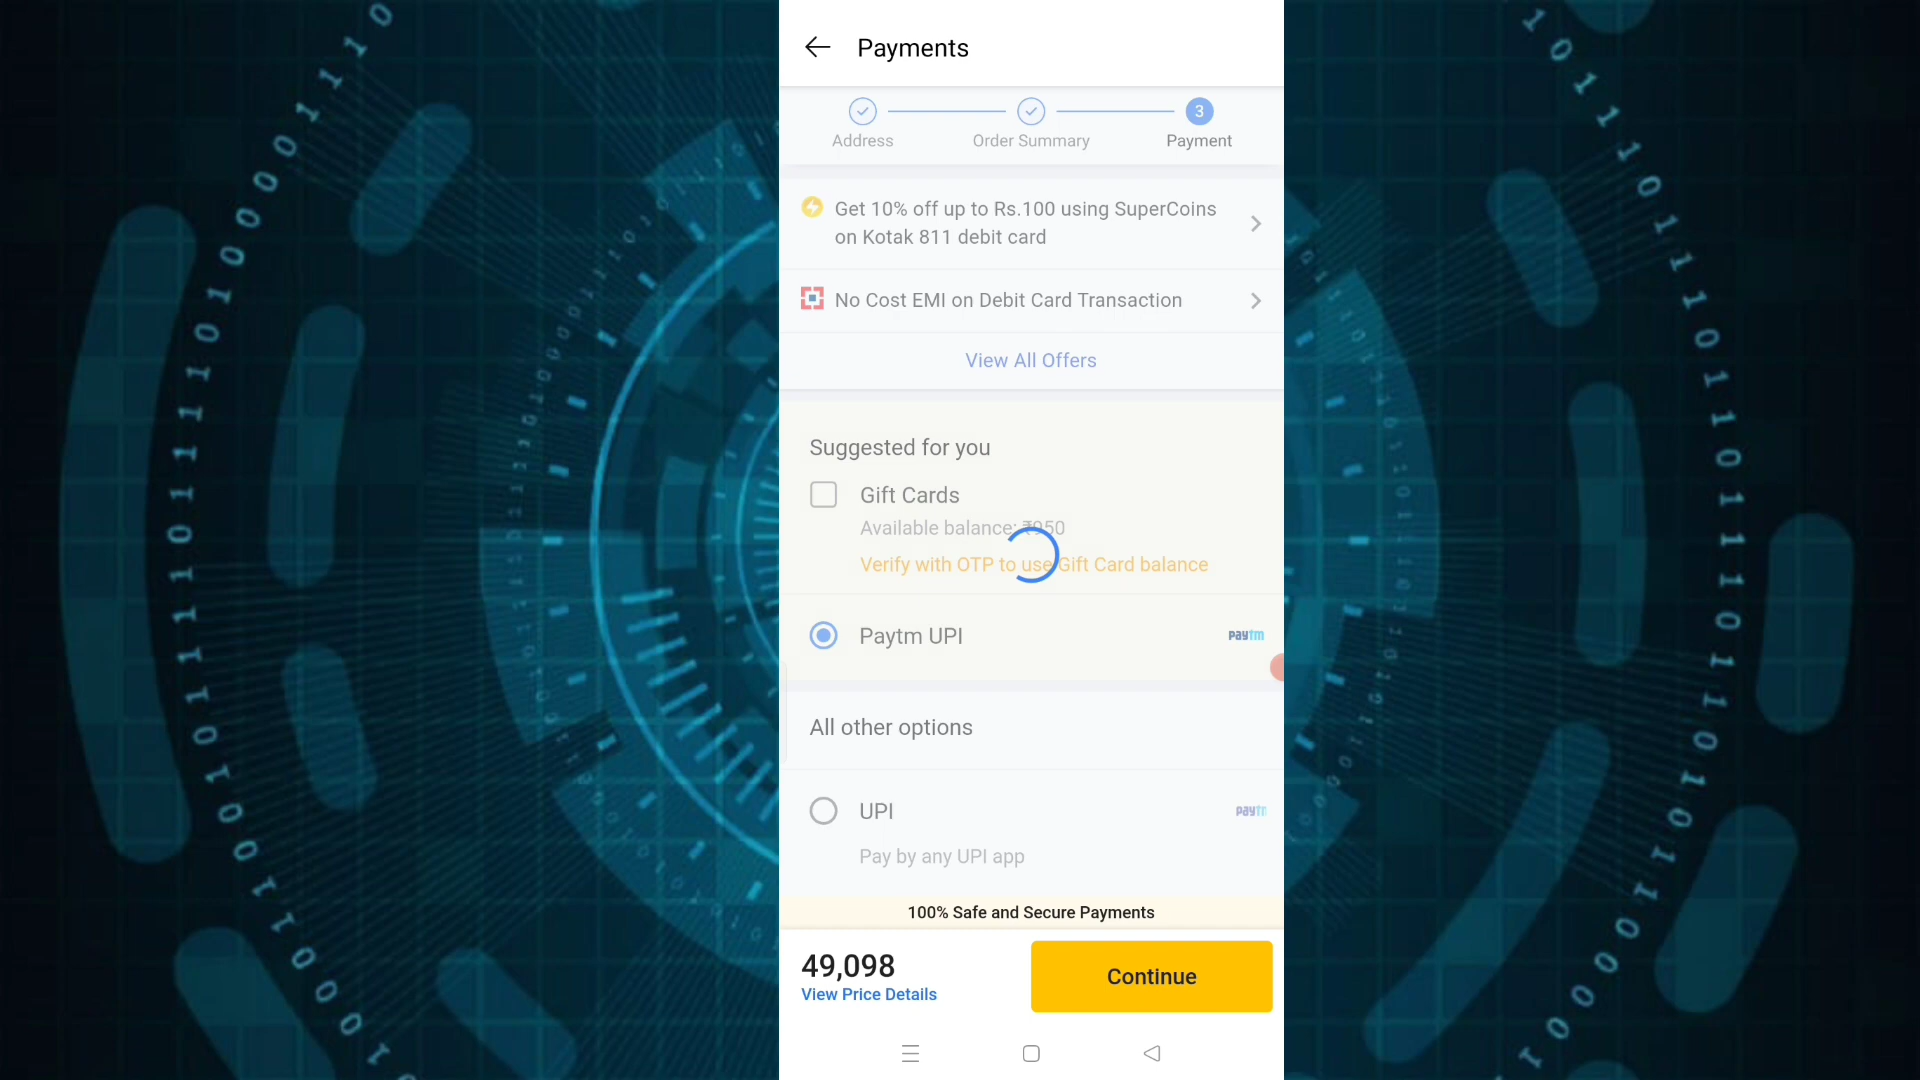 Payments
3
Address
Order Summary
Payment
Get 10% off up to Rs.100 using SuperCoins
on Kotak 811 debit card
No Cost EMI on Debit Card Transaction
View All Offers
Suggested for you
Gift Cards
Available balance: ₹950
Verify with OTP to use Gift Card balance
Paytm UPI
paytm
All other options
UPI
Pay by any UPI app
100% Safe and Secure Payments
49,098
Continue
View Price Details